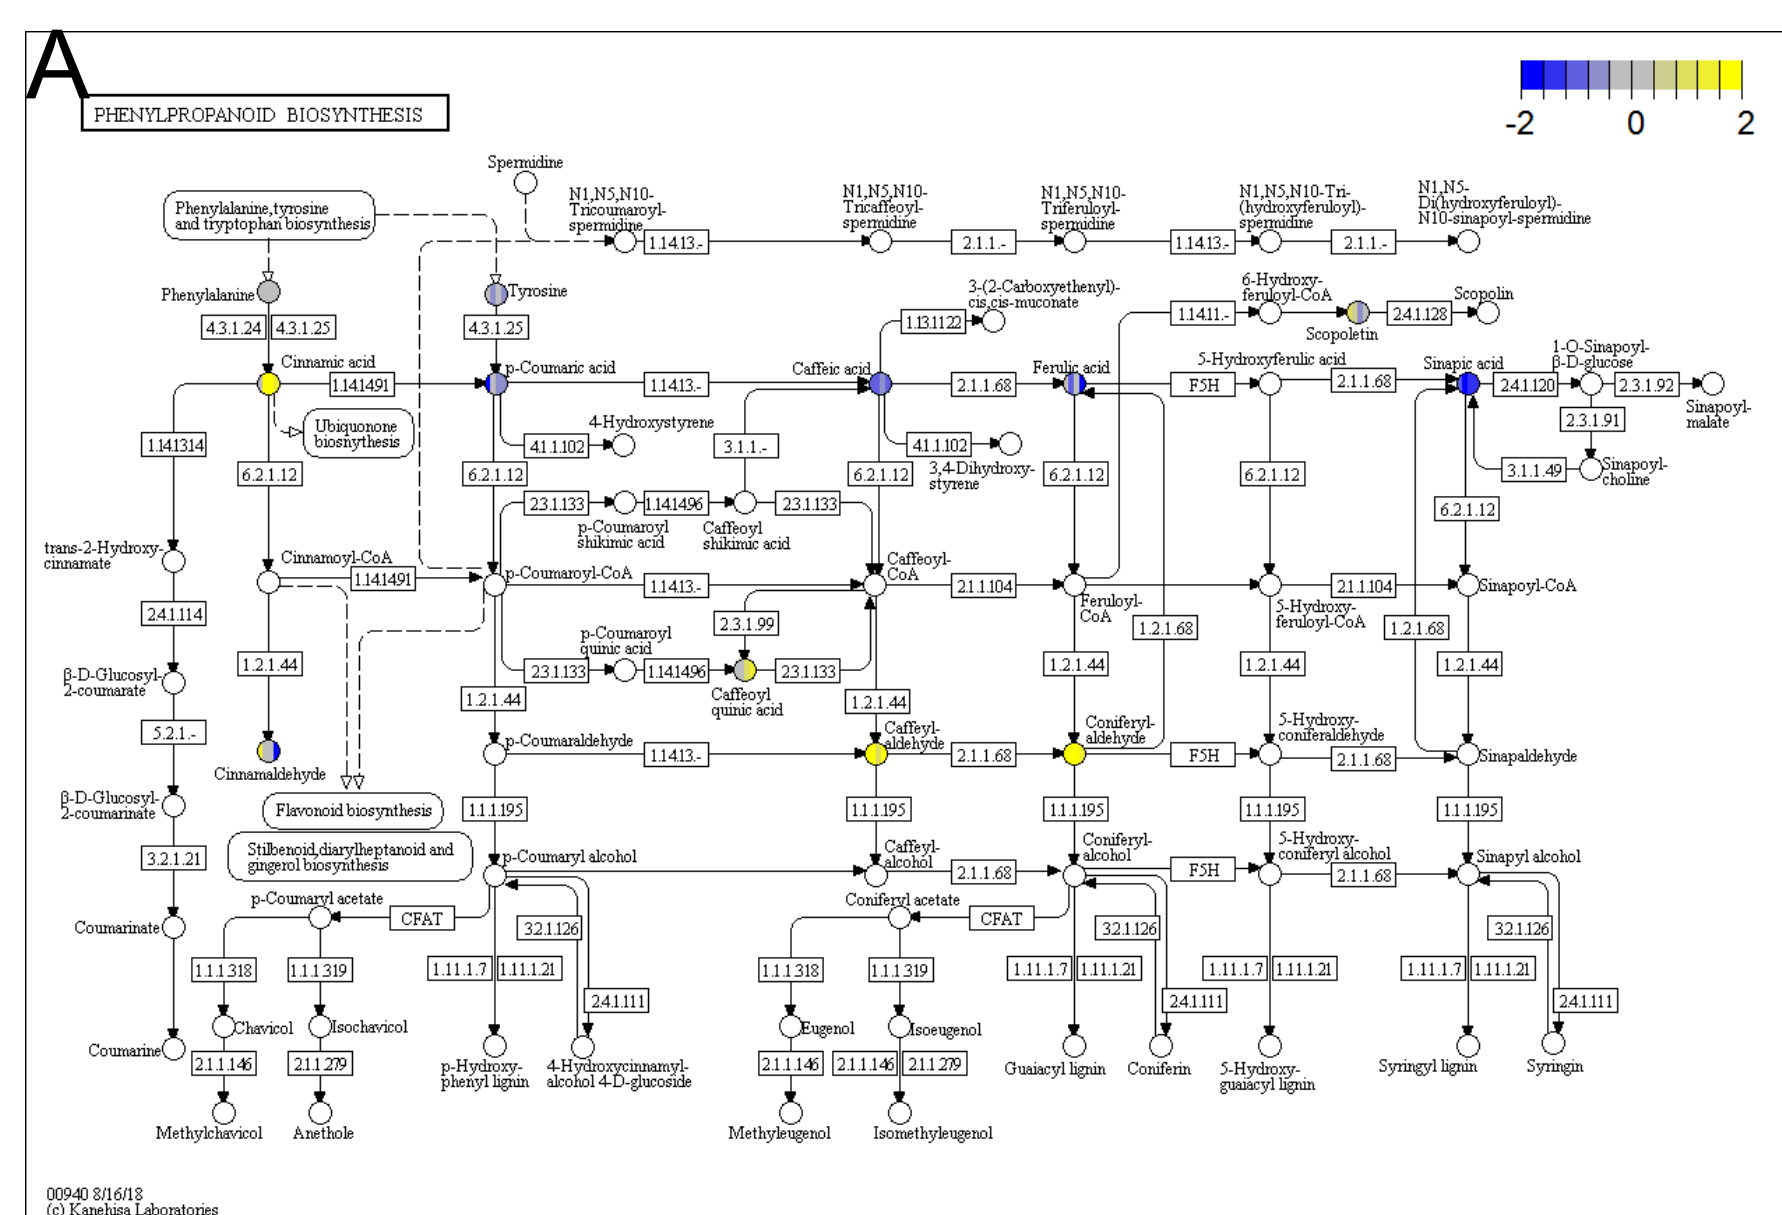 A
PHENYLPROPANOID BIOSYNTHESIS
-2 0 2
Spermidine
Phenylalanine,tyrosine
and tryptophan biosynthesis
N1,N5,N10-
Tricoumaroyl-
spermidine
N1,N5,N10-
Tricaffeoyl-
spermidine
N1,N5,N10-
Triferuloyl-
spermidine
N1,N5,N10-Tri-
(hydroxyferuloyl)-
spermidine
N1,N5-
Di(hydroxyferuloyl)-
N10-sinapoyl-spermidine
1.14.13.- 2.1.1.- 1.14.13.- 2.1.1.-
Phenylalanine
Tyrosine
3-(2-Carboxyethenyl)-
cis,cis-muconate
6-Hydroxy-
feruloyl-CoA
Scopolin
4.3.1.24 4.3.1.25 4.3.1.25 1.13.11.22 1.14.11.- 2.4.1.128
Scopoletin
Cinnamic acid
p-Coumaric acid
Caffeic acid
Ferulic acid
5-Hydroxyferulic acid
Sinapic acid
1-O-Sinapoyl-
β-D-glucose
1.14.14.91 1.14.13.- 2.1.1.68 F5H 2.1.1.68 2.4.1.120 2.3.1.92
Sinapoyl-
malate
Ubiquonone
biosnythesis
4-Hydroxystyrene
1.14.13.14 4.1.1.102 3.1.1.- 4.1.1.102 2.3.1.91
3,4-Dihydroxy-
styrene
6.2.1.12 6.2.1.12 6.2.1.12 6.2.1.12 6.2.1.12 3.1.1.49
Sinapoyl-
choline
2.3.1.133 1.14.14.96 2.3.1.133 6.2.1.12
p-Coumaroyl
shikimic acid
Caffeoyl
shikimic acid
trans-2-Hydroxy-
cinnamate
Cinnamoyl-CoA
p-Coumaroyl-CoA
Caffeoyl-
CoA
Feruloyl-
CoA
5-Hydroxy-
feruloyl-CoA
Sinapoyl-CoA
1.14.14.91 1.14.13.- 2.1.1.104 2.1.1.104
2.4.1.114 2.3.1.99 1.2.1.68 1.2.1.68
p-Coumaroyl
quinic acid
1.2.1.44 2.3.1.133 1.14.14.96 2.3.1.133 1.2.1.44 1.2.1.44 1.2.1.44
β-D-Glucosyl-
2-coumarate
Caffeoyl
quinic acid
1.2.1.44 1.2.1.44
5.2.1.-
Cinnamaldehyde
p-Coumaraldehyde
Caffeyl-
aldehyde
Coniferyl-
aldehyde
5-Hydroxy-
coniferaldehyde
Sinapaldehyde
1.14.13.- 2.1.1.68 F5H 2.1.1.68
β-D-Glucosyl-
2-coumarinate
Flavonoid biosynthesis
1.1.1.195 1.1.1.195 1.1.1.195 1.1.1.195 1.1.1.195
Stilbenoid,diarylheptanoid and
gingerol biosynthesis
3.2.1.21
p-Coumaryl alcohol
Caffeyl-
alcohol
Coniferyl-
alcohol
5-Hydroxy-
coniferyl alcohol
Sinapyl alcohol
2.1.1.68 F5H 2.1.1.68
p-Coumaryl acetate
Coniferyl acetate
Coumarinate
CFAT 3.2.1.126 CFAT 3.2.1.126 3.2.1.126
1.1.1.318 1.1.1.319 1.11.1.7 1.11.1.21 1.1.1.318 1.1.1.319 1.11.1.7 1.11.1.21 1.11.1.7 1.11.1.21 1.11.1.7 1.11.1.21
2.4.1.111 2.4.1.111 2.4.1.111
Chavicol Isochavicol Eugenol Isoeugenol
Coumarine
2.1.1.146 2.1.1.279 2.1.1.146 2.1.1.146 2.1.1.279
p-Hydroxy-
phenyl lignin
4-Hydroxycinnamyl-
alcohol 4-D-glucoside
Guaiacyl lignin
Coniferin
5-Hydroxy-
guaiacyl lignin
Syringyl lignin
Syringin
Methylchavicol Anethole Methyleugenol Isomethyleugenol
00940 8/16/18
(c) Kanehisa Laboratories